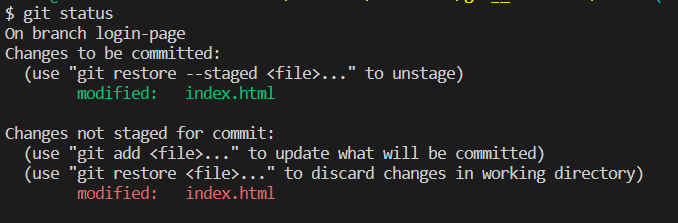 $ git status
On branch login-page
Changes to be committed:
  (use "git restore --staged <file>..." to unstage)
        modified:   index.html

Changes not staged for commit:
  (use "git add <file>..." to update what will be committed)
  (use "git restore <file>..." to discard changes in working directory)
        modified:   index.html